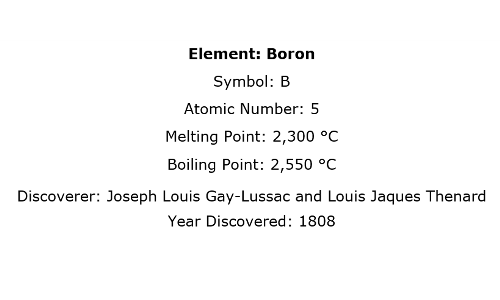 Element: Boron
Symbol: B
Atomic Number: 5
Melting Point: 2,300 °C
Boiling Point: 2,550 °C
Discoverer: Joseph Louis Gay-Lussac and Louis Jaques Thenard
Year Discovered: 1808